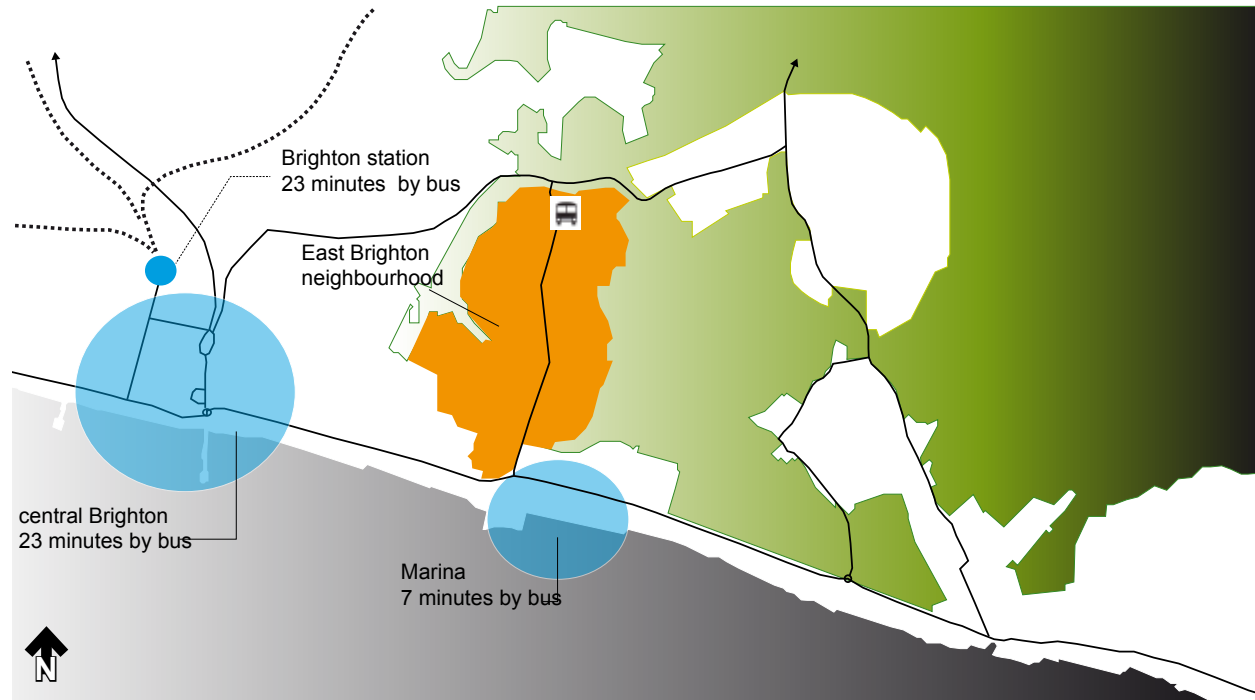 Brighton station
23 minutes by bus
East Brighton
neighbourhood
central Brighton
23 minutes by bus
Marina
7 minutes by bus
N